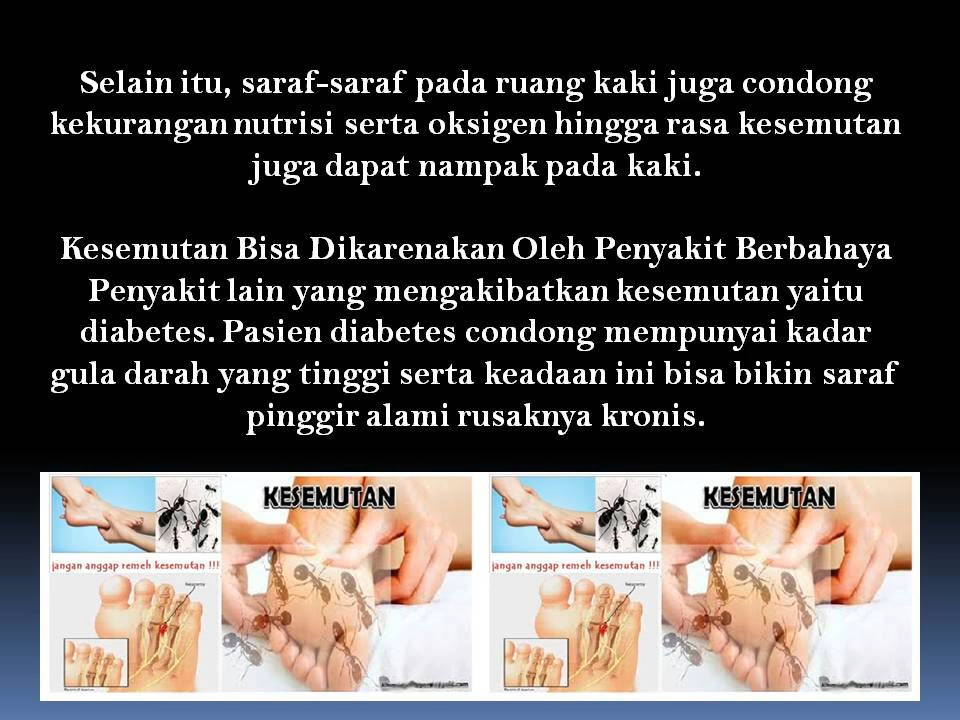 Selain itu, saraf-saraf pada ruang kaki juga condong
kekurangan nutrisi serta oksigen hingga rasa kesemutan
juga dapat nampak pada kaki.
Kesemutan Bisa Dikarenakan Oleh Penyakit Berbahaya
Penyakit lain yang mengakibatkan kesemutan yaitu
diabetes. Pasien diabetes condong mempunyai kadar
gula darah yang tinggi serta keadaan ini bisa bikin saraf
pinggir alami rusaknya kronis.
KESEMUTAN
jangan anggap remeh kesemutan !!!
KESEMUTAN
jangan anggap remeh kesemutan !!!